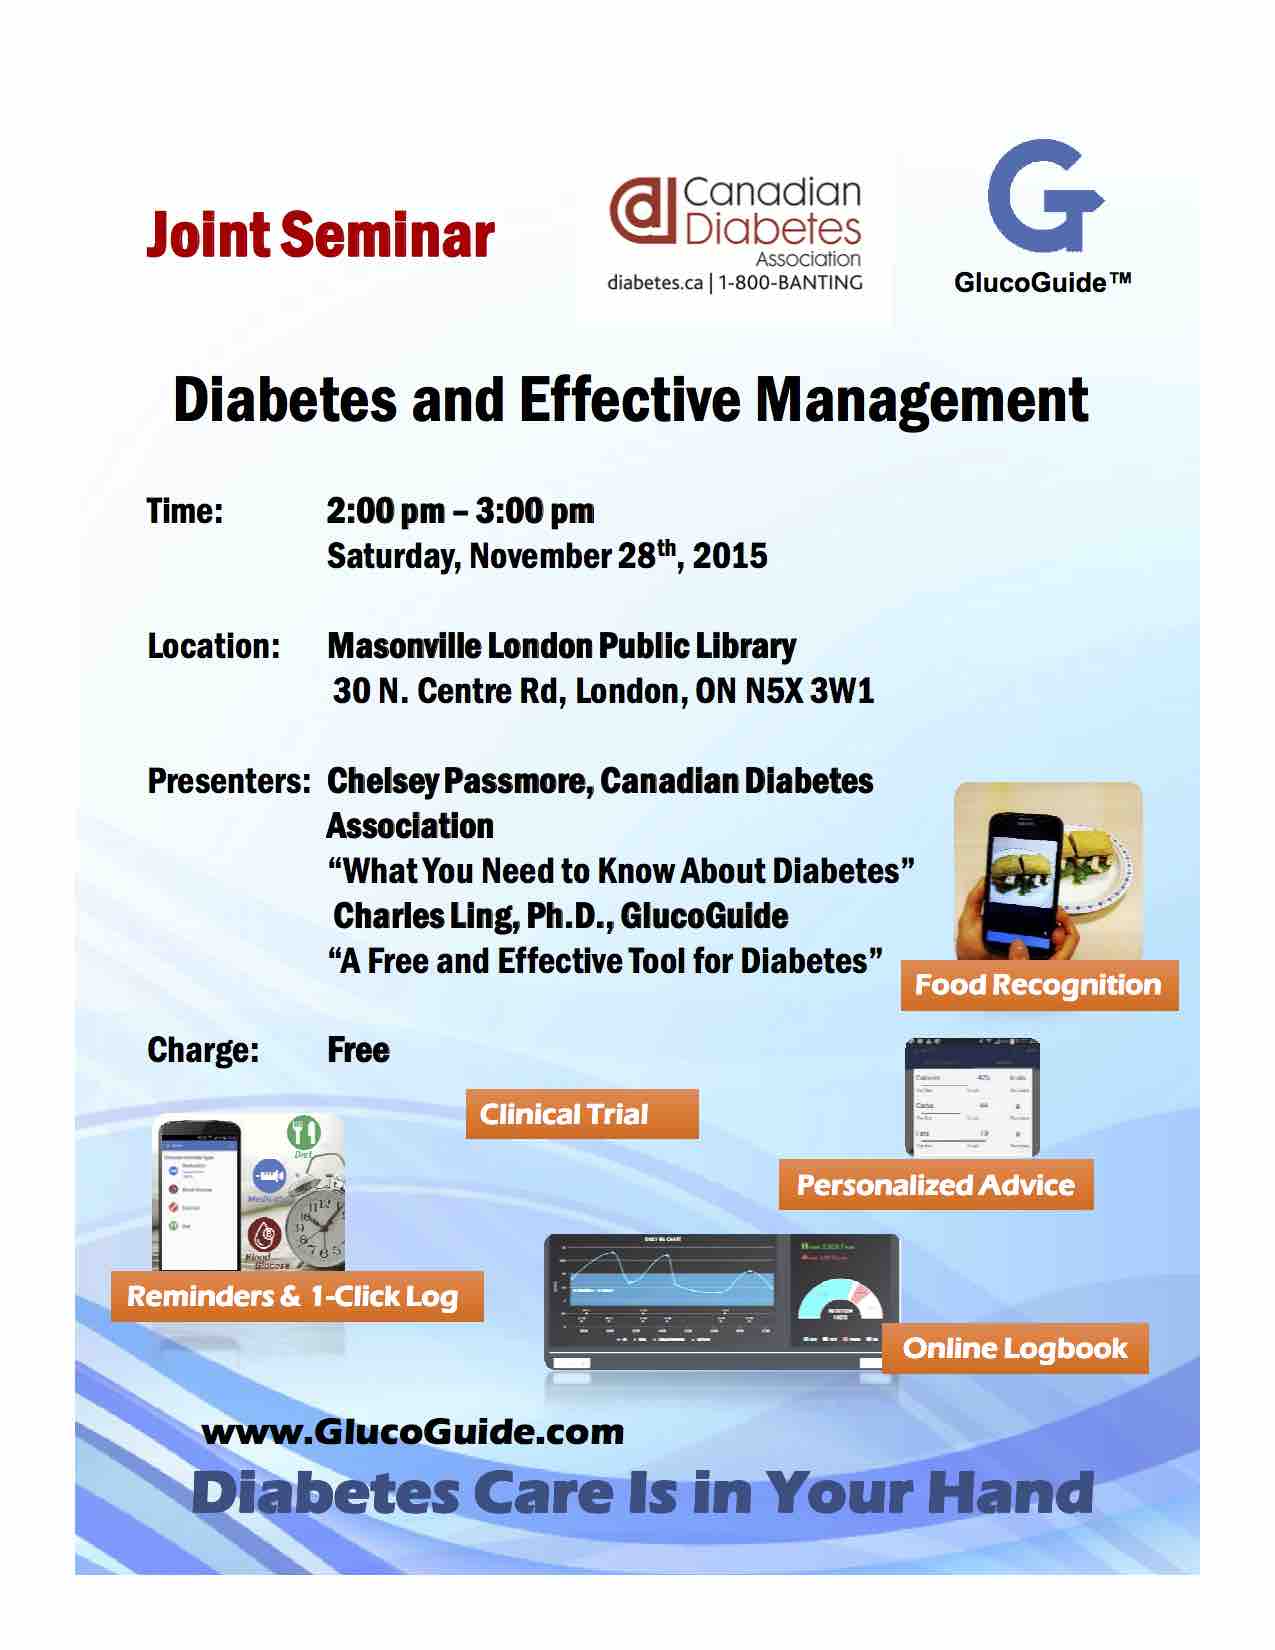 Joint Seminar
Canadian
Diabetes
Association
diabetes.ca | 1-800-BANTING
GlucoGuide™
Diabetes and Effective Management
Time: 2:00 pm – 3:00 pm
Saturday, November 28th, 2015
Location: Masonville London Public Library
30 N. Centre Rd, London, ON N5X 3W1
Presenters: Chelsey Passmore, Canadian Diabetes
Association
“What You Need to Know About Diabetes”
Charles Ling, Ph.D., GlucoGuide
“A Free and Effective Tool for Diabetes”
Food Recognition
Charge: Free
Clinical Trial
Diet
Blood
Glucose
Personalized Advice
Reminders & 1-Click Log
Online Logbook
www.GlucoGuide.com
Diabetes Care Is in Your Hand